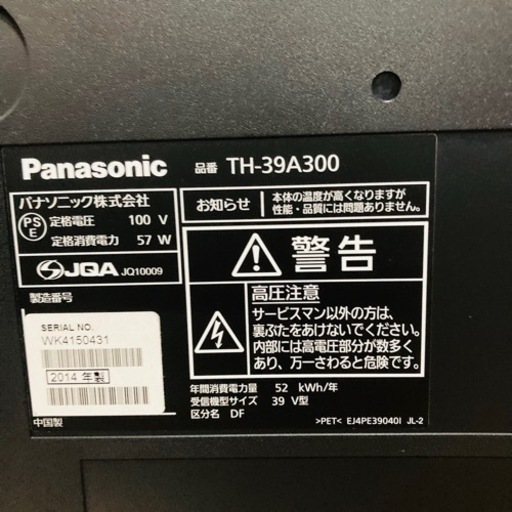 Panasonic 品番 TH-39A300
パナソニック株式会社
PS
E
定格電圧 100 V
定格消費電力 57 W
JQA JQ10009
製造番号
SERIAL NO.
WK4150431
2014 年製
中国製
お知らせ
本体の温度が高くなりますが
性能・品質には問題ありません。
警告
高圧注意
サービスマン以外の方は、
裏ぶたをあけないでください。
内部には高電圧部分が数多く
あり、万一さわると危険です。
年間消費電力量 52 kWh/年
受信機型サイズ 39 V型
区分名 DF
>PET< EJ4PE39040I JL-2